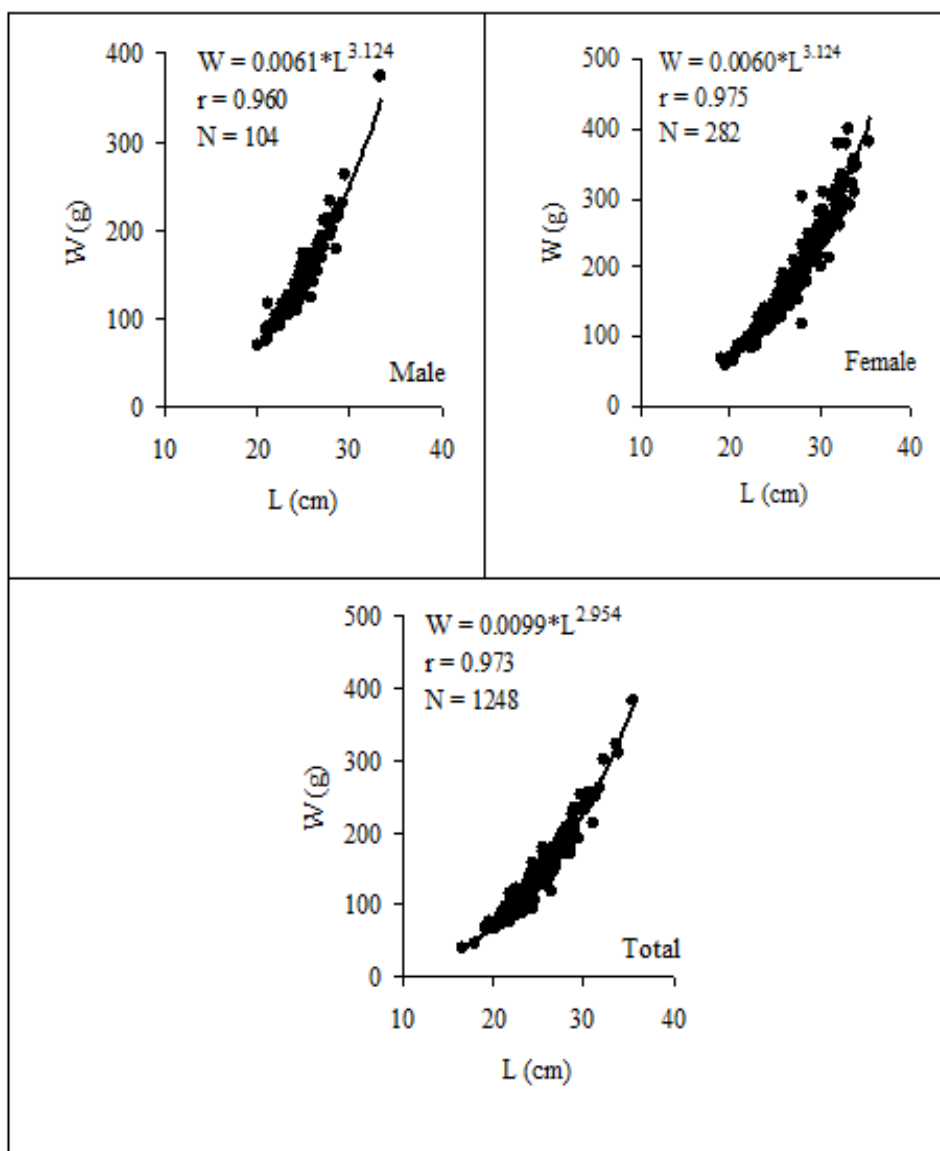 W = 0.0061*L^3.124
r = 0.960
N = 104
400
300
200
100
0
W (g)
Male
10 20 30 40
L (cm)
W = 0.0060*L^3.124
r = 0.975
N = 282
500
400
300
200
100
0
W (g)
Female
10 20 30 40
L (cm)
W = 0.0099*L^2.954
r = 0.973
N = 1248
500
400
300
200
100
0
W (g)
Total
10 20 30 40
L (cm)